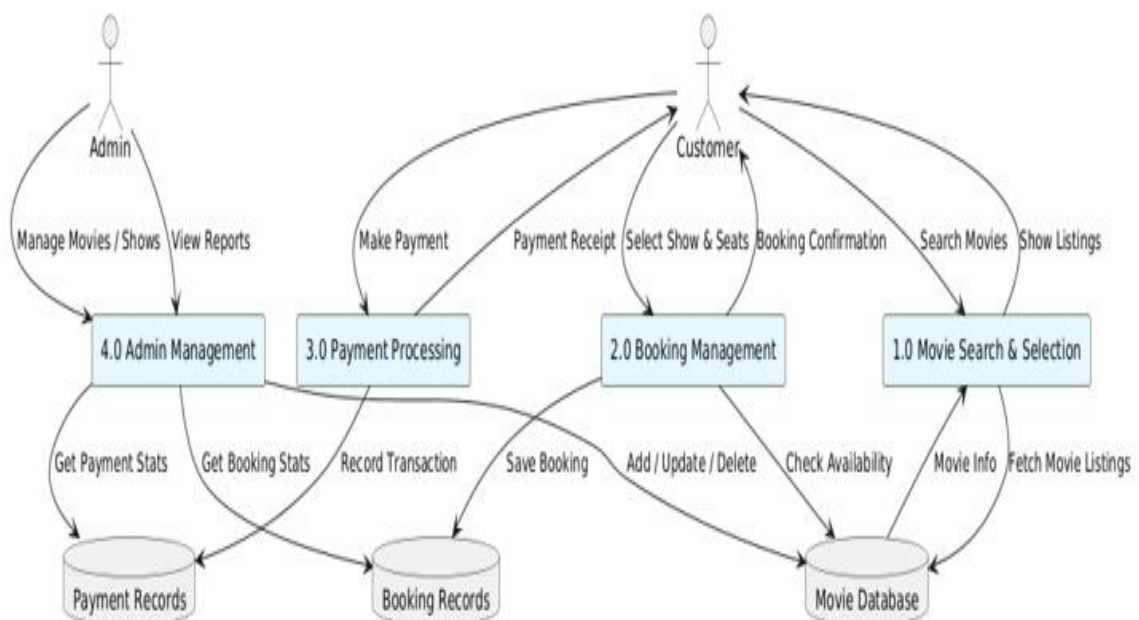 Admin
Customer
Manage Movies / Shows
View Reports
Make Payment
Payment Receipt
Select Show & Seats
Booking Confirmation
Search Movies
Show Listings
4.0 Admin Management
3.0 Payment Processing
2.0 Booking Management
1.0 Movie Search & Selection
Get Payment Stats
Get Booking Stats
Record Transaction
Save Booking
Add / Update / Delete
Check Availability
Movie Info
Fetch Movie Listings
Payment Records
Booking Records
Movie Database